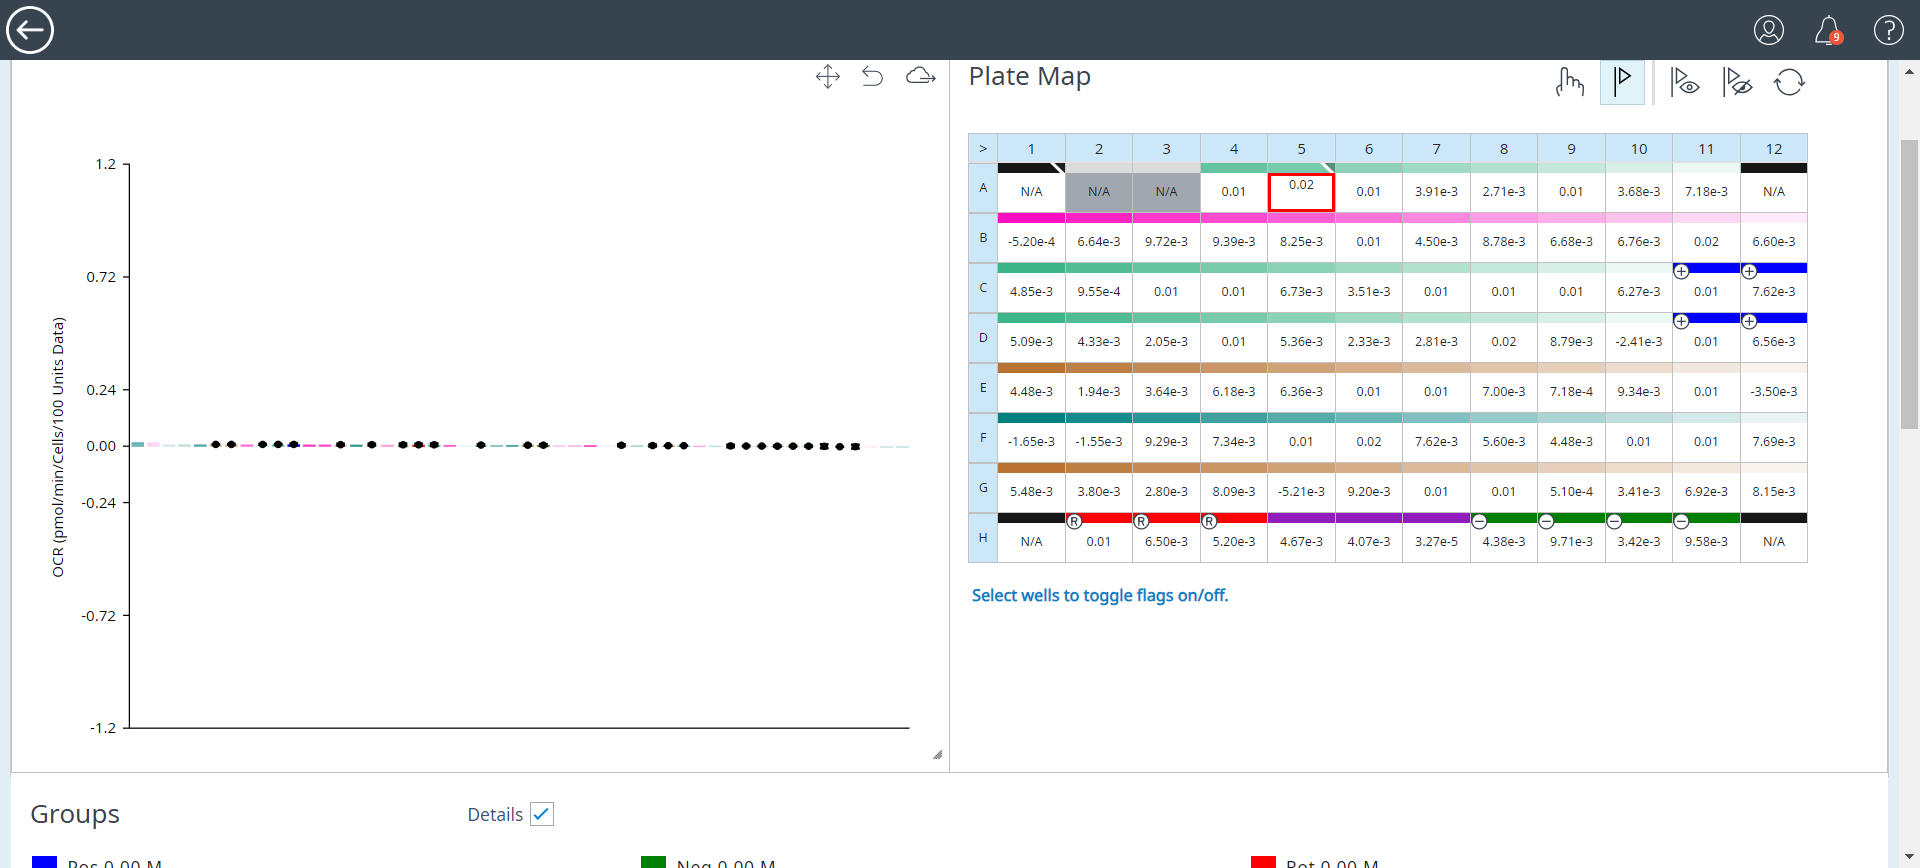 9
?
Plate Map
1.2
0.72
0.24
0.00
-0.24
-0.72
-1.2
OCR (pmol/min/Cells/100 Units Data)
> 1 2 3 4 5 6 7 8 9 10 11 12
A N/A N/A N/A 0.01 0.02 0.01 3.91e-3 2.71e-3 0.01 3.68e-3 7.18e-3 N/A
B -5.20e-4 6.64e-3 9.72e-3 9.39e-3 8.25e-3 0.01 4.50e-3 8.78e-3 6.68e-3 6.76e-3 0.02 6.60e-3
+ +
C 4.85e-3 9.55e-4 0.01 0.01 6.73e-3 3.51e-3 0.01 0.01 0.01 6.27e-3 0.01 7.62e-3
+ +
D 5.09e-3 4.33e-3 2.05e-3 0.01 5.36e-3 2.33e-3 2.81e-3 0.02 8.79e-3 -2.41e-3 0.01 6.56e-3
E 4.48e-3 1.94e-3 3.64e-3 6.18e-3 6.36e-3 0.01 0.01 7.00e-3 7.18e-4 9.34e-3 0.01 -3.50e-3
F -1.65e-3 -1.55e-3 9.29e-3 7.34e-3 0.01 0.02 7.62e-3 5.60e-3 4.48e-3 0.01 0.01 7.69e-3
G 5.48e-3 3.80e-3 2.80e-3 8.09e-3 -5.21e-3 9.20e-3 0.01 0.01 5.10e-4 3.41e-3 6.92e-3 8.15e-3
R R R − − − −
H N/A 0.01 6.50e-3 5.20e-3 4.67e-3 4.07e-3 3.27e-5 4.38e-3 9.71e-3 3.42e-3 9.58e-3 N/A
Select wells to toggle flags on/off.
Groups
Details
Pos 0.00 M
Neg 0.00 M
Rot 0.00 M